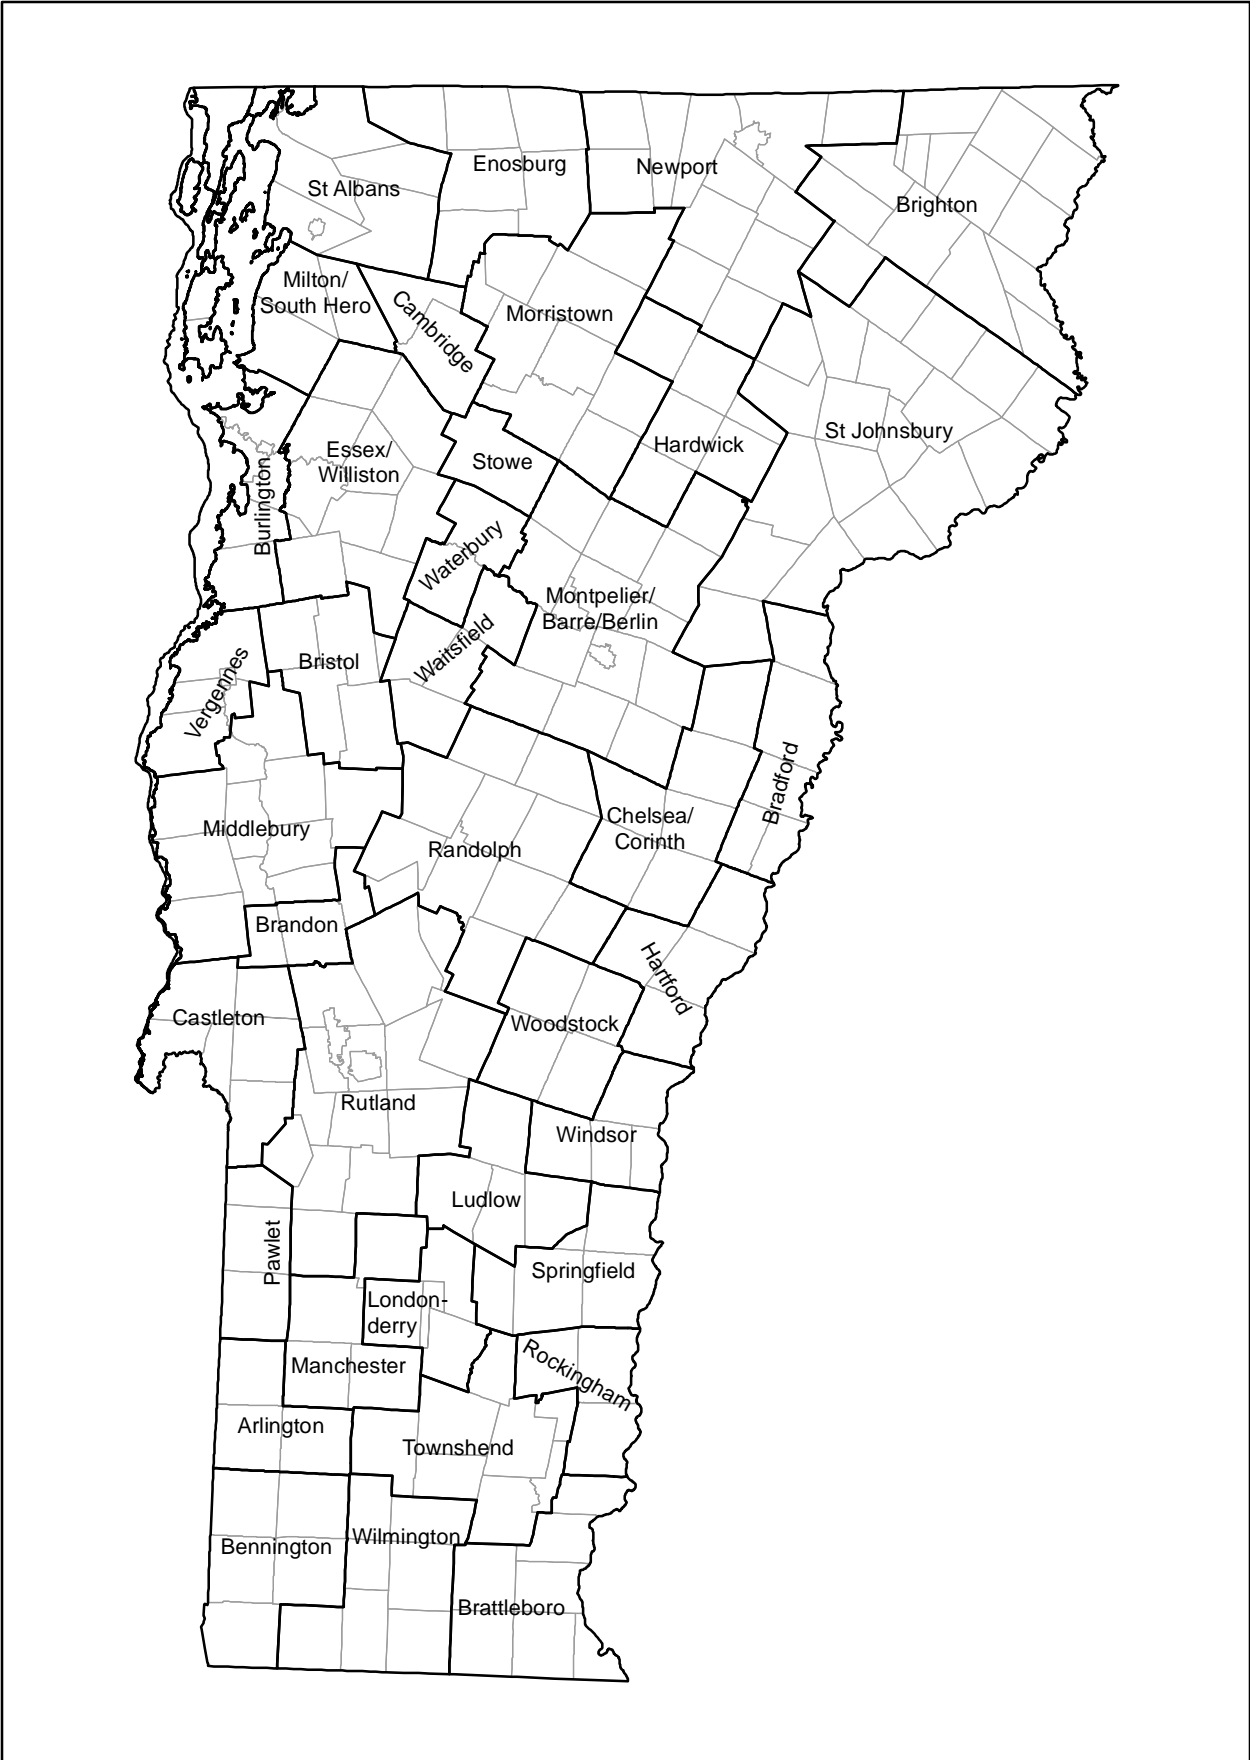 Enosburg
Newport
St Albans
Brighton
Milton/
South Hero
Cambridge
Morristown
St Johnsbury
Hardwick
Essex/
Williston
Stowe
Burlington
Waterbury
Montpelier/
Barre/Berlin
Waitsfield
Bristol
Vergennes
Bradford
Chelsea/
Corinth
Middlebury
Randolph
Brandon
Hartford
Castleton
Woodstock
Rutland
Windsor
Ludlow
Pawlet
Springfield
London-
derry
Manchester
Rockingham
Arlington
Townshend
Wilmington
Bennington
Brattleboro